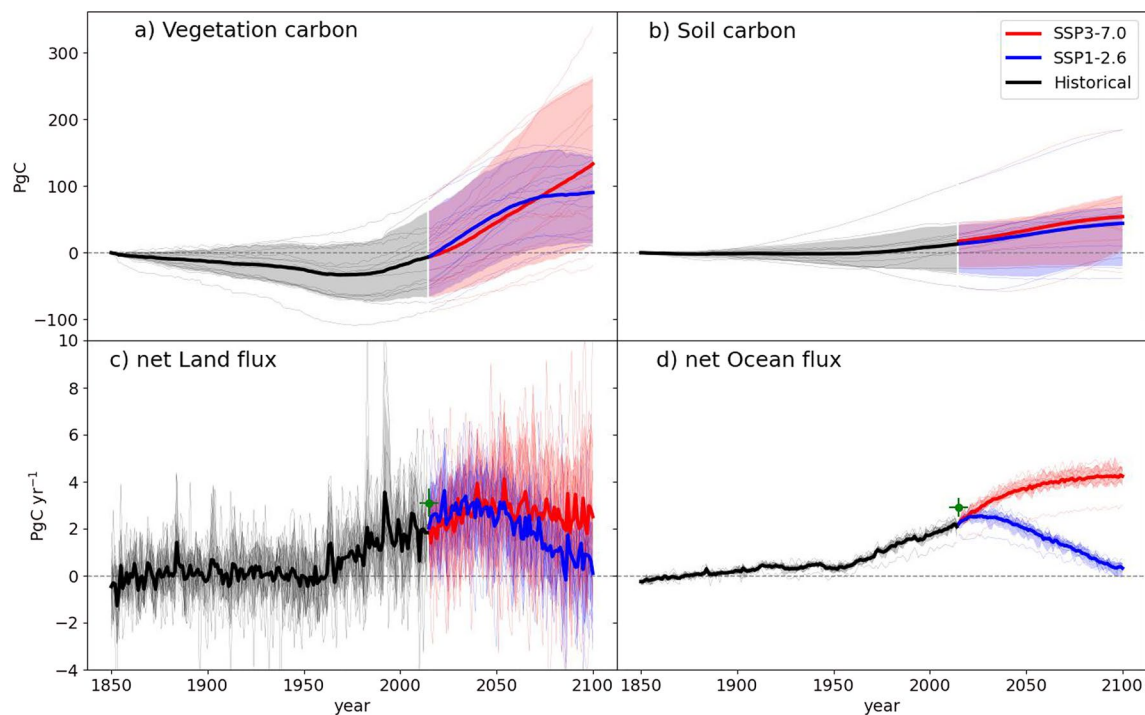 a) Vegetation carbon
b) Soil carbon
SSP3-7.0
SSP1-2.6
Historical
300
200
100
0
−100
PgC
c) net Land flux
d) net Ocean flux
10
8
6
4
2
0
−2
−4
PgC yr⁻¹
1850 1900 1950 2000 2050 2100
1850 1900 1950 2000 2050 2100
year
year